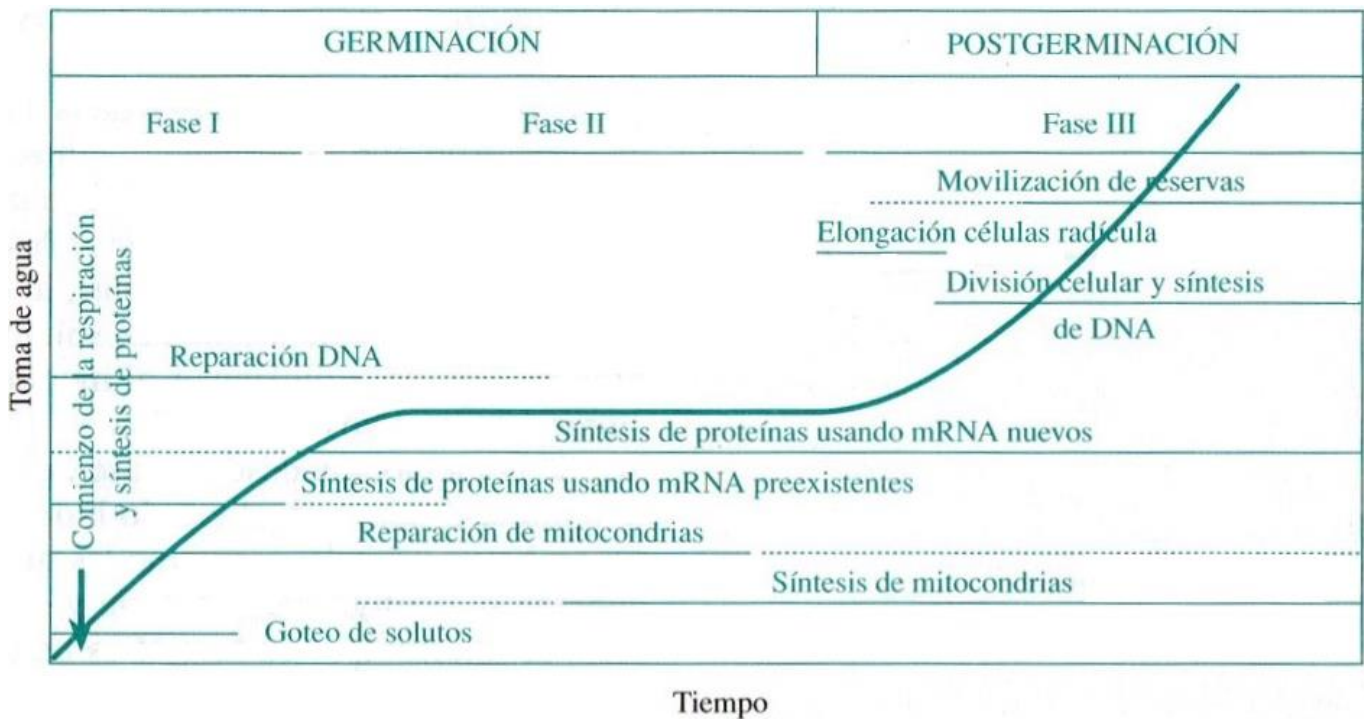 GERMINACIÓN
POSTGERMINACIÓN
Fase I
Fase II
Fase III
Movilización de reservas
Elongación células radícula
División celular y síntesis
de DNA
Toma de agua
Comienzo de la respiración
y síntesis de proteínas
Reparación DNA
Síntesis de proteínas usando mRNA nuevos
Síntesis de proteínas usando mRNA preexistentes
Reparación de mitocondrias
Síntesis de mitocondrias
Goteo de solutos
Tiempo